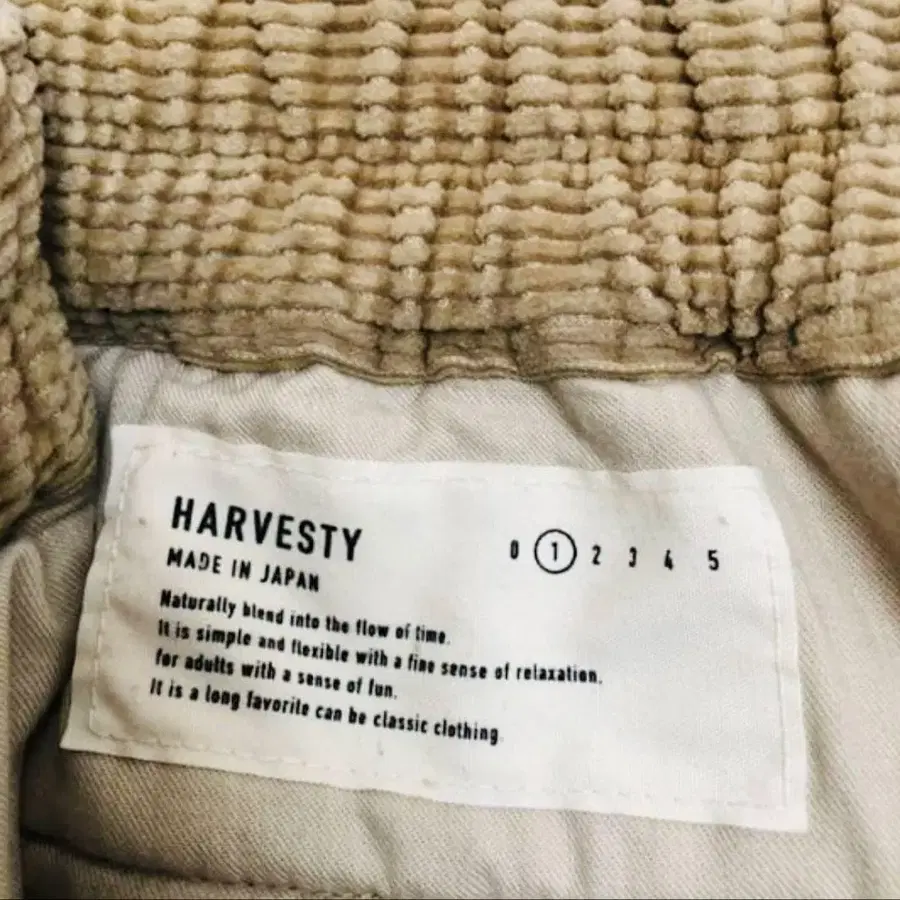 HARVESTY
0 1 2 3 4 5
MADE IN JAPAN
Naturally blend into the flow of time.
It is simple and flexible with a fine sense of relaxation.
for adults with a sense of fun.
It is a long favorite can be classic clothing.